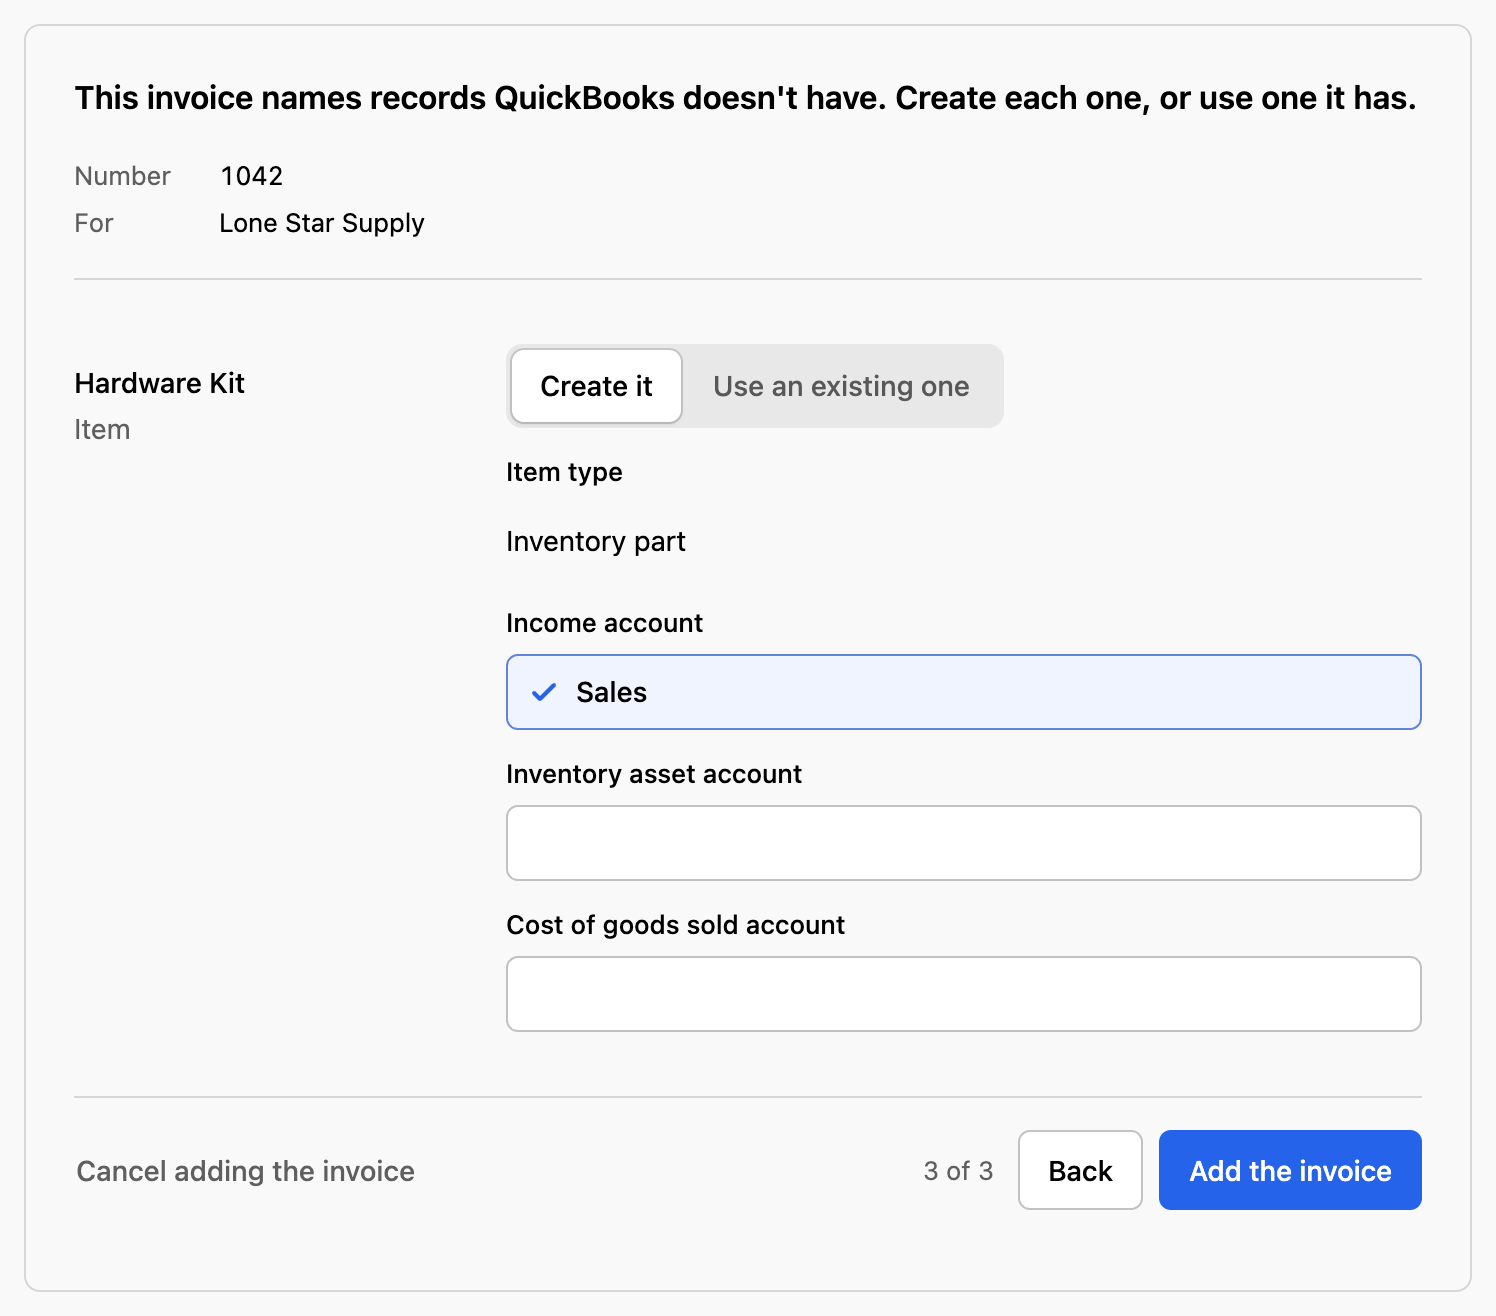 This invoice names records QuickBooks doesn't have. Create each one, or use one it has.
Number 1042
For Lone Star Supply
Hardware Kit
Item
Create it Use an existing one
Item type
Inventory part
Income account
Sales
Inventory asset account
Cost of goods sold account
Cancel adding the invoice 3 of 3 Back Add the invoice